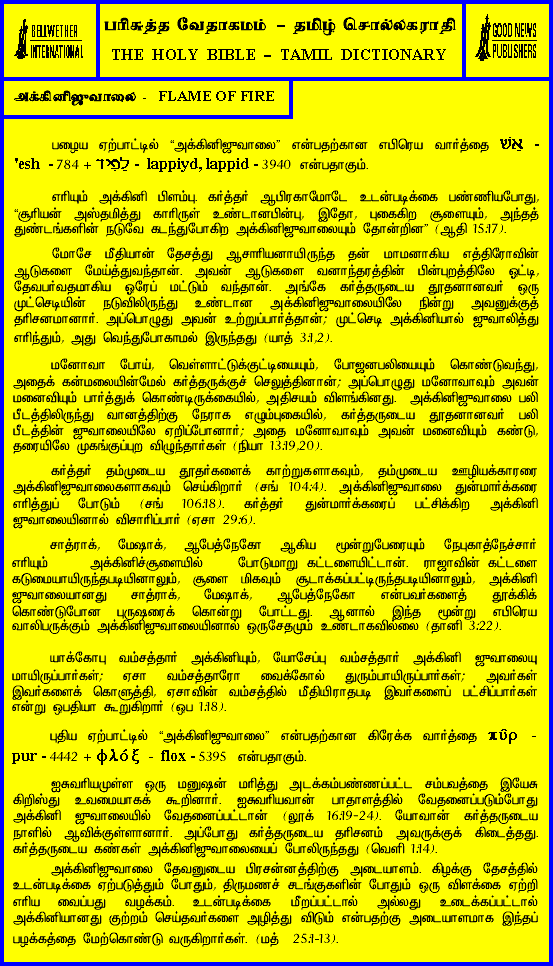 BELLWETHER
INTERNATIONAL
பரிசுத்த வேதாகமம் – தமிழ் சொல்லகராதி
THE HOLY BIBLE – TAMIL DICTIONARY
GOOD NEWS
PUBLISHERS
அக்கினிஜுவாலை - FLAME OF FIRE
பழைய ஏற்பாட்டில் “அக்கினிஜுவாலை” என்பதற்கான எபிரெய வார்த்தை אֵשׁ -
'esh - 784 + לַפִּיד - lappiyd, lappid - 3940 என்பதாகும்.
எரியும் அக்கினி பிளம்பு. கர்த்தர் ஆபிரகாமோடே உடன்படிக்கை பண்ணியபோது,
“சூரியன் அஸ்தமித்து காரிருள் உண்டானபின்பு, இதோ, புகைகிற சூளையும், அந்தத்
துண்டங்களின் நடுவே கடந்துபோகிற அக்கினிஜுவாலையும் தோன்றின” (ஆதி 15:17).
மோசே மீதியான் தேசத்து ஆசாரியனாயிருந்த தன் மாமனாகிய எத்திரோவின்
ஆடுகளை மேய்த்துவந்தான். அவன் ஆடுகளை வனாந்தரத்தின் பின்புறத்திலே ஓட்டி,
தேவபர்வதமாகிய ஓரேப் மட்டும் வந்தான். அங்கே கர்த்தருடைய தூதனானவர் ஒரு
முட்செடியின் நடுவிலிருந்து உண்டான அக்கினிஜுவாலையிலே நின்று அவனுக்குத்
தரிசனமானார். அப்பொழுது அவன் உற்றுப்பார்த்தான்; முட்செடி அக்கினியால் ஜுவாலித்து
எரிந்தும், அது வெந்துபோகாமல் இருந்தது (யாத் 3:1,2).
மனோவா போய், வெள்ளாட்டுக்குட்டியையும், போஜனபலியையும் கொண்டுவந்து,
அதைக் கன்மலையின்மேல் கர்த்தருக்குச் செலுத்தினான்; அப்பொழுது மனோவாவும் அவன்
மனைவியும் பார்த்துக் கொண்டிருக்கையில், அதிசயம் விளங்கினது. அக்கினிஜுவாலை பலி
பீடத்திலிருந்து வானத்திற்கு நேராக எழும்புகையில், கர்த்தருடைய தூதனானவர் பலி
பீடத்தின் ஜுவாலையிலே ஏறிப்போனார்; அதை மனோவாவும் அவன் மனைவியும் கண்டு,
தரையிலே முகங்குப்புற விழுந்தார்கள் (நியா 13:19,20).
கர்த்தர் தம்முடைய தூதர்களைக் காற்றுகளாகவும், தம்முடைய ஊழியக்காரரை
அக்கினிஜுவாலைகளாகவும் செய்கிறார் (சங் 104:4). அக்கினிஜுவாலை துன்மார்க்கரை
எரித்துப் போடும் (சங் 106:18). கர்த்தர் துன்மார்க்கரைப் பட்சிக்கிற அக்கினி
ஜுவாலையினால் விசாரிப்பார் (ஏசா 29:6).
சாத்ராக், மேஷாக், ஆபேத்நேகோ ஆகிய மூன்றுபேரையும் நேபுகாத்நேச்சார்
எரியும் அக்கினிச்சூளையில் போடுமாறு கட்டளையிட்டான். ராஜாவின் கட்டளை
கடுமையாயிருந்தபடியினாலும், சூளை மிகவும் சூடாக்கப்பட்டிருந்தபடியினாலும், அக்கினி
ஜுவாலையானது சாத்ராக், மேஷாக், ஆபேத்நேகோ என்பவர்களைத் தூக்கிக்
கொண்டுபோன புருஷரைக் கொன்று போட்டது. ஆனால் இந்த மூன்று எபிரெய
வாலிபருக்கும் அக்கினிஜுவாலையினால் ஒருசேதமும் உண்டாகவில்லை (தானி 3:22).
யாக்கோபு வம்சத்தார் அக்கினியும், யோசேப்பு வம்சத்தார் அக்கினி ஜுவாலையு
மாயிருப்பார்கள்; ஏசா வம்சத்தாரோ வைக்கோல் துரும்பாயிருப்பார்கள்; அவர்கள்
இவர்களைக் கொளுத்தி, ஏசாவின் வம்சத்தில் மீதியிராதபடி இவர்களைப் பட்சிப்பார்கள்
என்று ஒபதியா கூறுகிறார் (ஒப 1:18).
புதிய ஏற்பாட்டில் “அக்கினிஜுவாலை” என்பதற்கான கிரேக்க வார்த்தை πῦρ -
pur - 4442 + φλόξ - flox - 5395 என்பதாகும்.
ஐசுவரியமுள்ள ஒரு மனுஷன் மரித்து அடக்கம்பண்ணப்பட்ட சம்பவத்தை இயேசு
கிறிஸ்து உவமையாகக் கூறினார். ஐசுவரியவான் பாதாளத்தில் வேதனைப்படும்போது
அக்கினி ஜுவாலையில் வேதனைப்பட்டான் (லூக் 16:19-24). யோவான் கர்த்தருடைய
நாளில் ஆவிக்குள்ளானார். அப்போது கர்த்தருடைய தரிசனம் அவருக்குக் கிடைத்தது.
கர்த்தருடைய கண்கள் அக்கினிஜுவாலையைப் போலிருந்தது (வெளி 1:14).
அக்கினிஜுவாலை தேவனுடைய பிரசன்னத்திற்கு அடையாளம். கிழக்கு தேசத்தில்
உடன்படிக்கை ஏற்படுத்தும் போதும், திருமணச் சடங்குகளின் போதும் ஒரு விளக்கை ஏற்றி
எரிய வைப்பது வழக்கம். உடன்படிக்கை மீறப்பட்டால் அல்லது உடைக்கப்பட்டால்
அக்கினியானது குற்றம் செய்தவர்களை அழித்து விடும் என்பதற்கு அடையாளமாக இந்தப்
பழக்கத்தை மேற்கொண்டு வருகிறார்கள். (மத் 25:1-13).